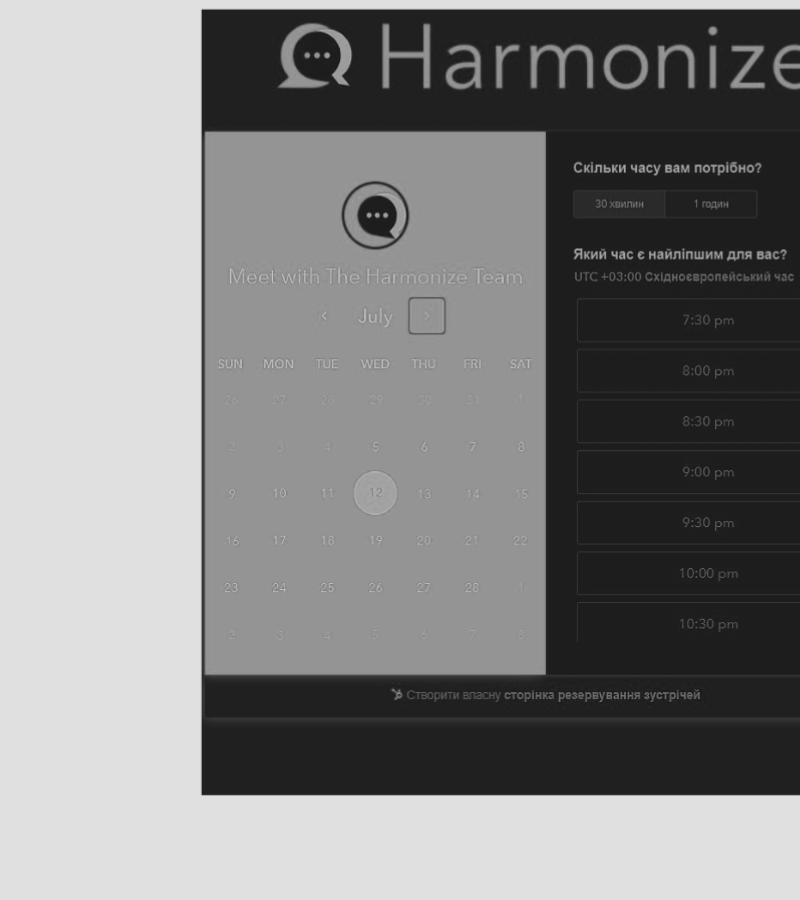 Harmonize
Meet with The Harmonize Team
July
SUN MON TUE WED THU FRI SAT
26 27 28 29 30 31 1
2 3 4 5 6 7 8
9 10 11 12 13 14 15
16 17 18 19 20 21 22
23 24 25 26 27 28 1
2 3 4 5 6 7 8
Скільки часу вам потрібно?
30 хвилин 1 годин
Який час є найліпшим для вас?
UTC +03:00 Східноєвропейський час
7:30 pm
8:00 pm
8:30 pm
9:00 pm
9:30 pm
10:00 pm
10:30 pm
Створити власну сторінка резервування зустрічей